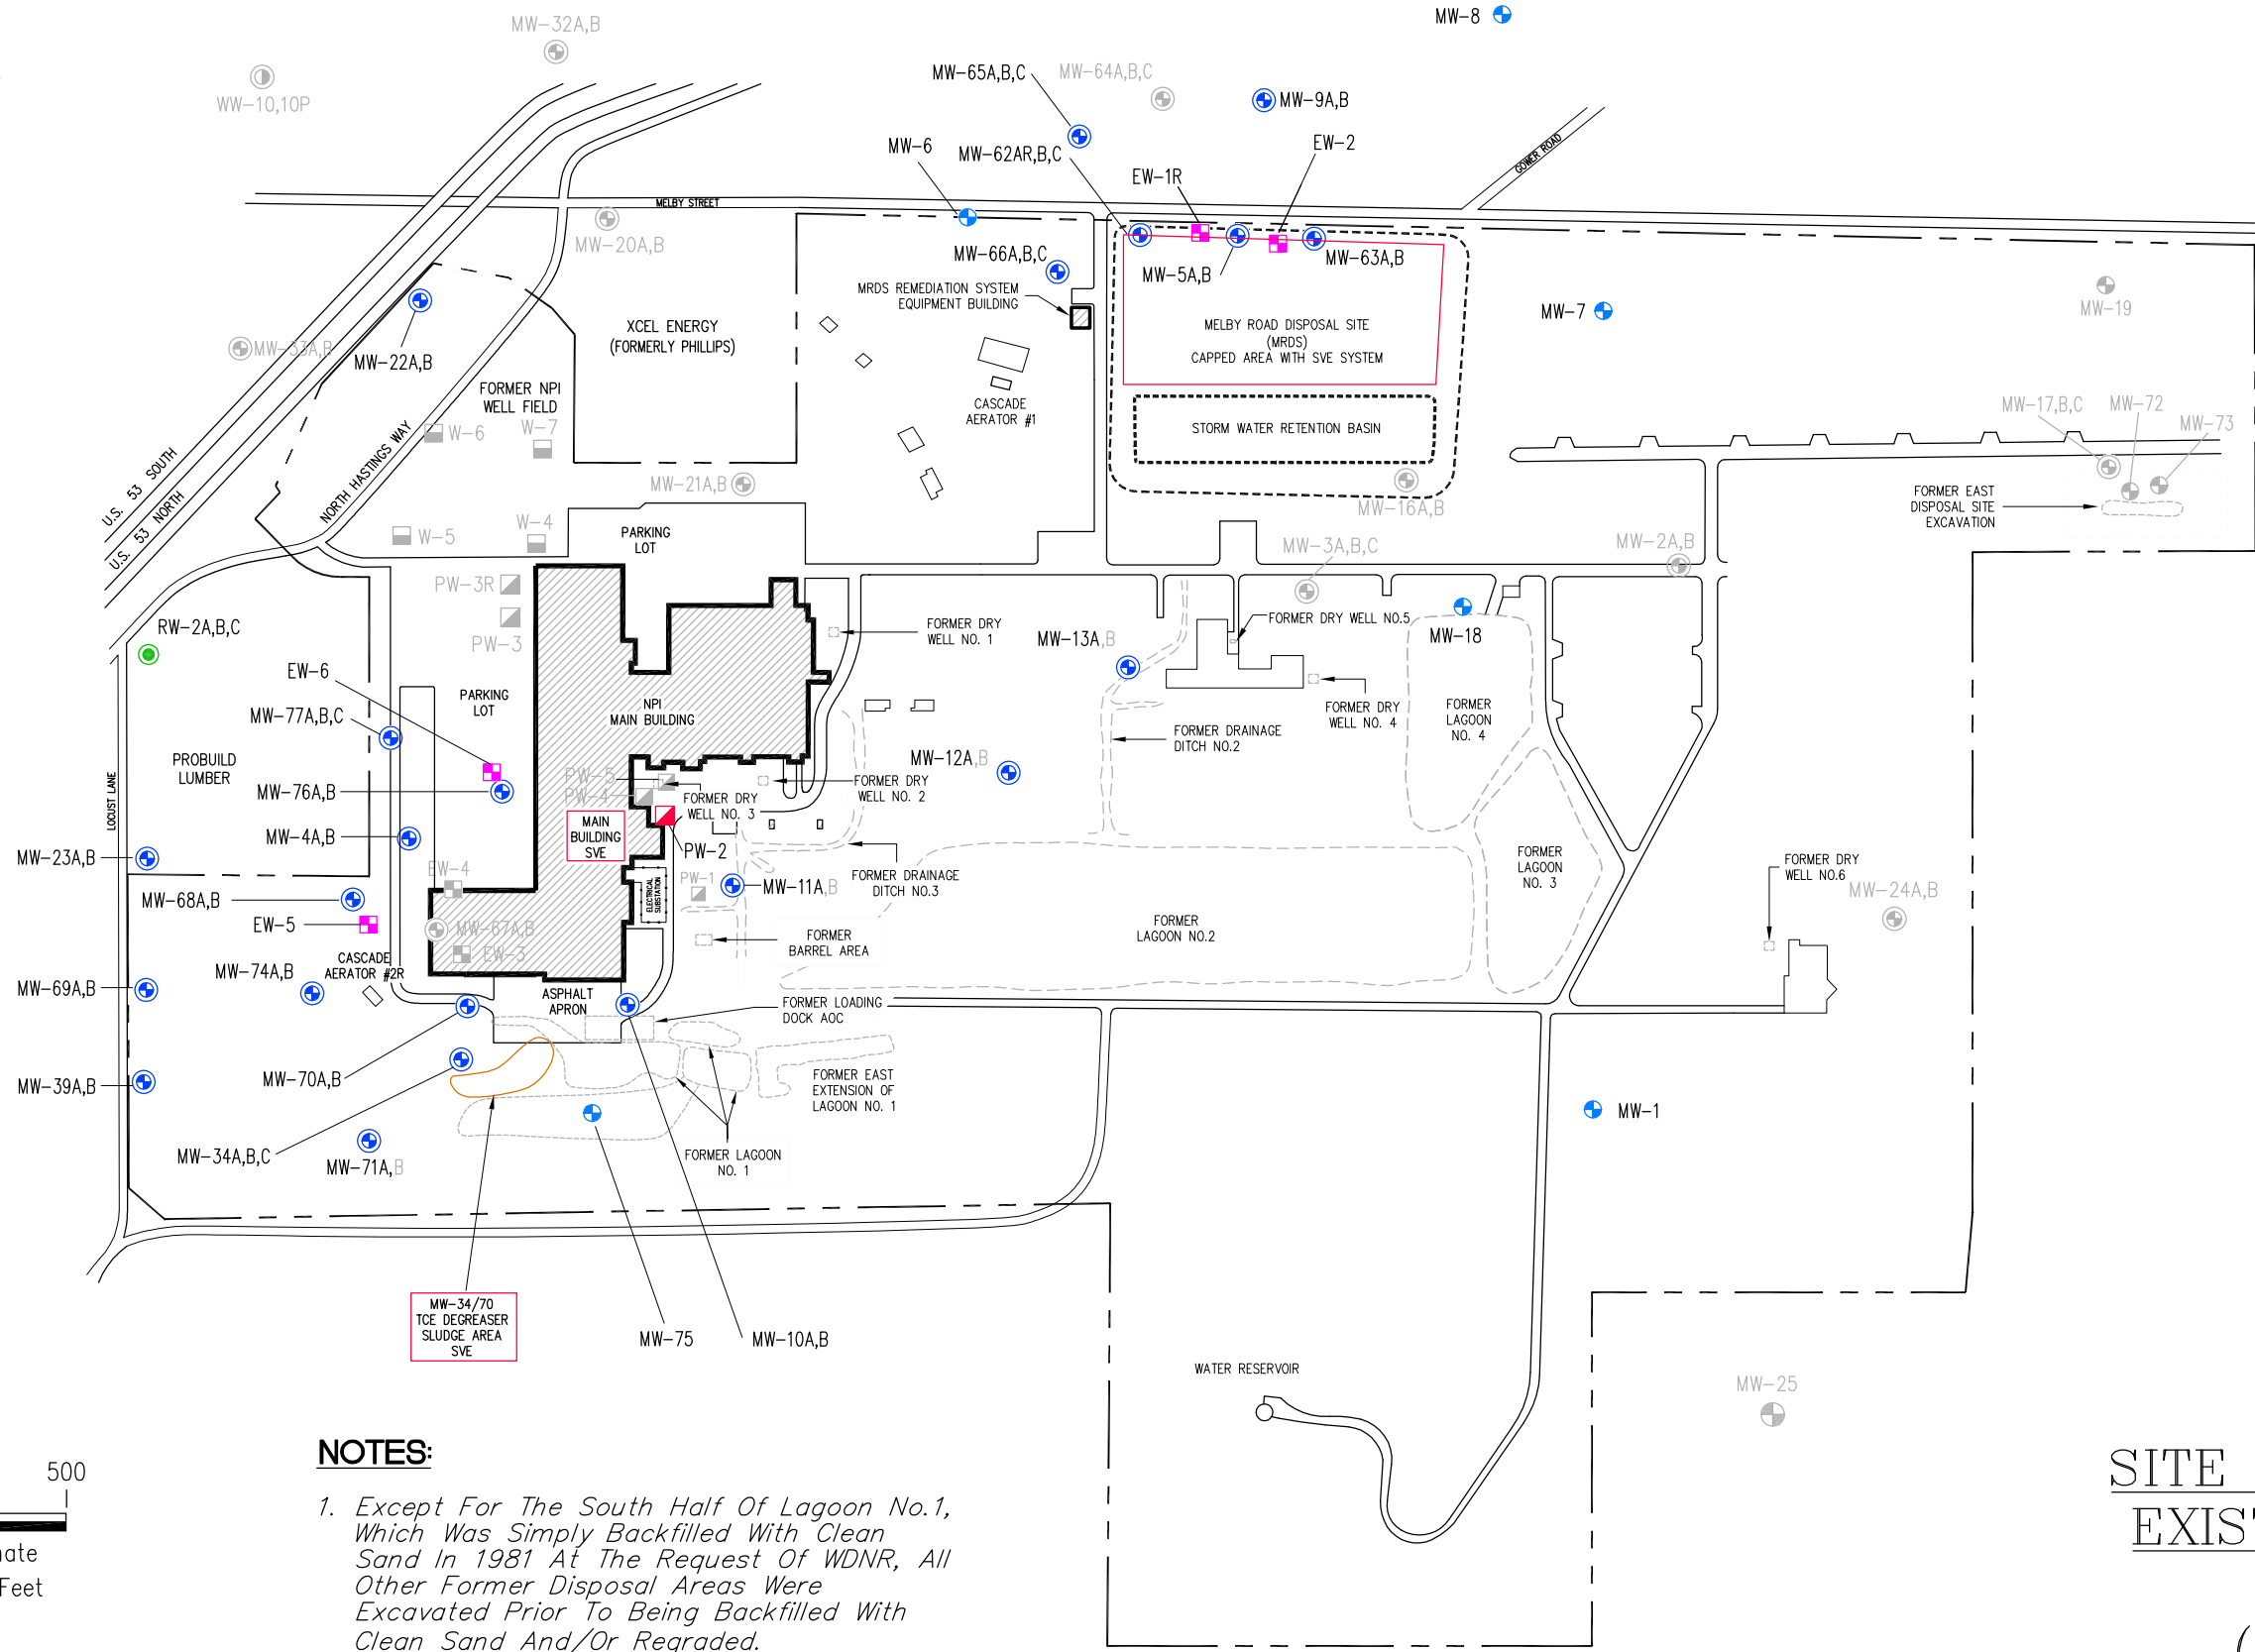 MW-8
MW-32A,B
WW-10,10P
MW-65A,B,C
MW-64A,B,C
MW-9A,B
MW-6
MW-62AR,B,C
EW-2
EW-1R
GOWER ROAD
MELBY STREET
MW-20A,B
MW-66A,B,C
MW-5A,B
MW-63A,B
MRDS REMEDIATION SYSTEM
EQUIPMENT BUILDING
MW-7
MW-19
MW-33A,B
MW-22A,B
XCEL ENERGY
(FORMERLY PHILLIPS)
MELBY ROAD DISPOSAL SITE
(MRDS)
CAPPED AREA WITH SVE SYSTEM
FORMER NPI
WELL FIELD
W-6
W-7
CASCADE
AERATOR #1
STORM WATER RETENTION BASIN
MW-17,B,C
MW-72
MW-73
U.S. 53 SOUTH
U.S. 53 NORTH
NORTH HASTINGS WAY
MW-21A,B
MW-16A,B
FORMER EAST
DISPOSAL SITE
EXCAVATION
W-5
W-4
PARKING
LOT
MW-3A,B,C
MW-2A,B
PW-3R
PW-3
RW-2A,B,C
FORMER DRY
WELL NO. 1
MW-13A,B
FORMER DRY WELL NO.5
MW-18
EW-6
PARKING
LOT
NPI
MAIN BUILDING
MW-77A,B,C
FORMER DRY
WELL NO. 4
FORMER
LAGOON
NO. 4
FORMER DRAINAGE
DITCH NO.2
PROBUILD
LUMBER
LOCUST LANE
MW-76A,B
PW-5
PW-4
FORMER DRY
WELL NO. 3
FORMER DRY
WELL NO. 2
MW-12A,B
MW-4A,B
MAIN
BUILDING
SVE
PW-2
MW-23A,B
EW-4
ELECTRICAL
SUBSTATION
PW-1
MW-11A,B
FORMER DRAINAGE
DITCH NO.3
FORMER
LAGOON
NO. 3
FORMER DRY
WELL NO.6
MW-24A,B
MW-68A,B
EW-5
MW-67A,B
EW-3
FORMER
BARREL AREA
FORMER
LAGOON NO.2
CASCADE
AERATOR #2R
MW-74A,B
MW-69A,B
ASPHALT
APRON
FORMER LOADING
DOCK AOC
MW-70A,B
MW-39A,B
FORMER EAST
EXTENSION OF
LAGOON NO. 1
MW-1
MW-34A,B,C
MW-71A,B
FORMER LAGOON
NO. 1
MW-34/70
TCE DEGREASER
SLUDGE AREA
SVE
MW-75
MW-10A,B
WATER RESERVOIR
MW-25
NOTES:
1. Except For The South Half Of Lagoon No.1,
Which Was Simply Backfilled With Clean
Sand In 1981 At The Request Of WDNR, All
Other Former Disposal Areas Were
Excavated Prior To Being Backfilled With
Clean Sand And/Or Regraded.
500
Feet
SITE